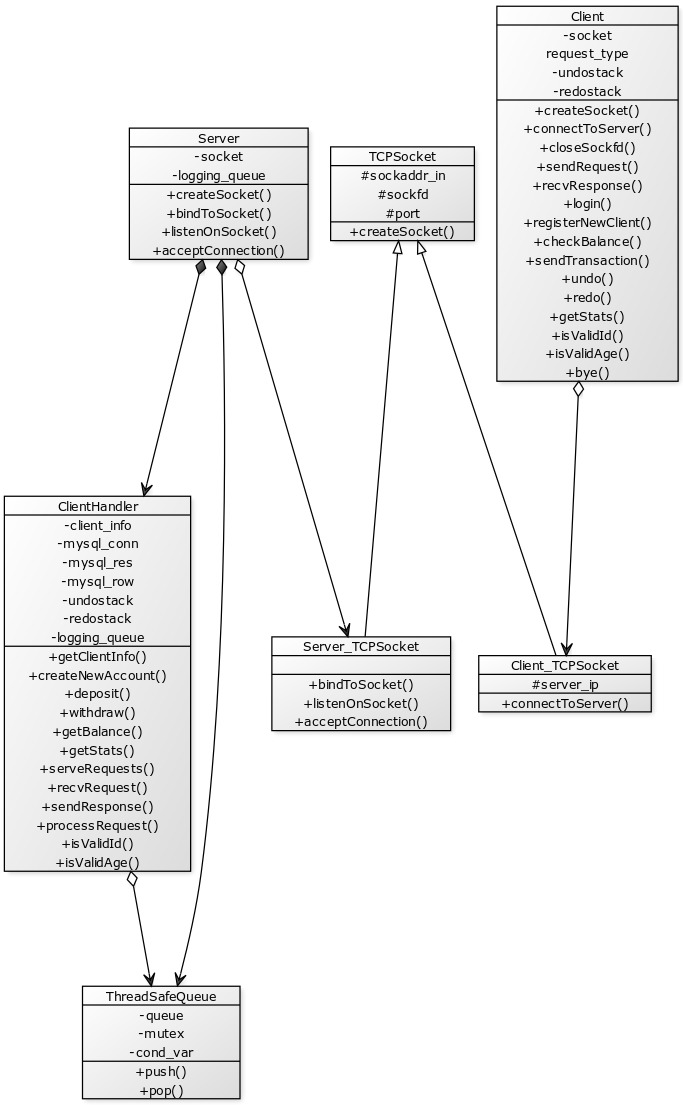 Client
-socket
request_type
-undostack
-redostack
+createSocket()
+connectToServer()
+closeSockfd()
+sendRequest()
+recvResponse()
+login()
+registerNewClient()
+checkBalance()
+sendTransaction()
+undo()
+redo()
+getStats()
+isValidId()
+isValidAge()
+bye()
Server
-socket
-logging_queue
+createSocket()
+bindToSocket()
+listenOnSocket()
+acceptConnection()
TCPSocket
#sockaddr_in
#sockfd
#port
+createSocket()
ClientHandler
-client_info
-mysql_conn
-mysql_res
-mysql_row
-undostack
-redostack
-logging_queue
+getClientInfo()
+createNewAccount()
+deposit()
+withdraw()
+getBalance()
+getStats()
+serveRequests()
+recvRequest()
+sendResponse()
+processRequest()
+isValidId()
+isValidAge()
Server_TCPSocket
+bindToSocket()
+listenOnSocket()
+acceptConnection()
Client_TCPSocket
#server_ip
+connectToServer()
ThreadSafeQueue
-queue
-mutex
-cond_var
+push()
+pop()